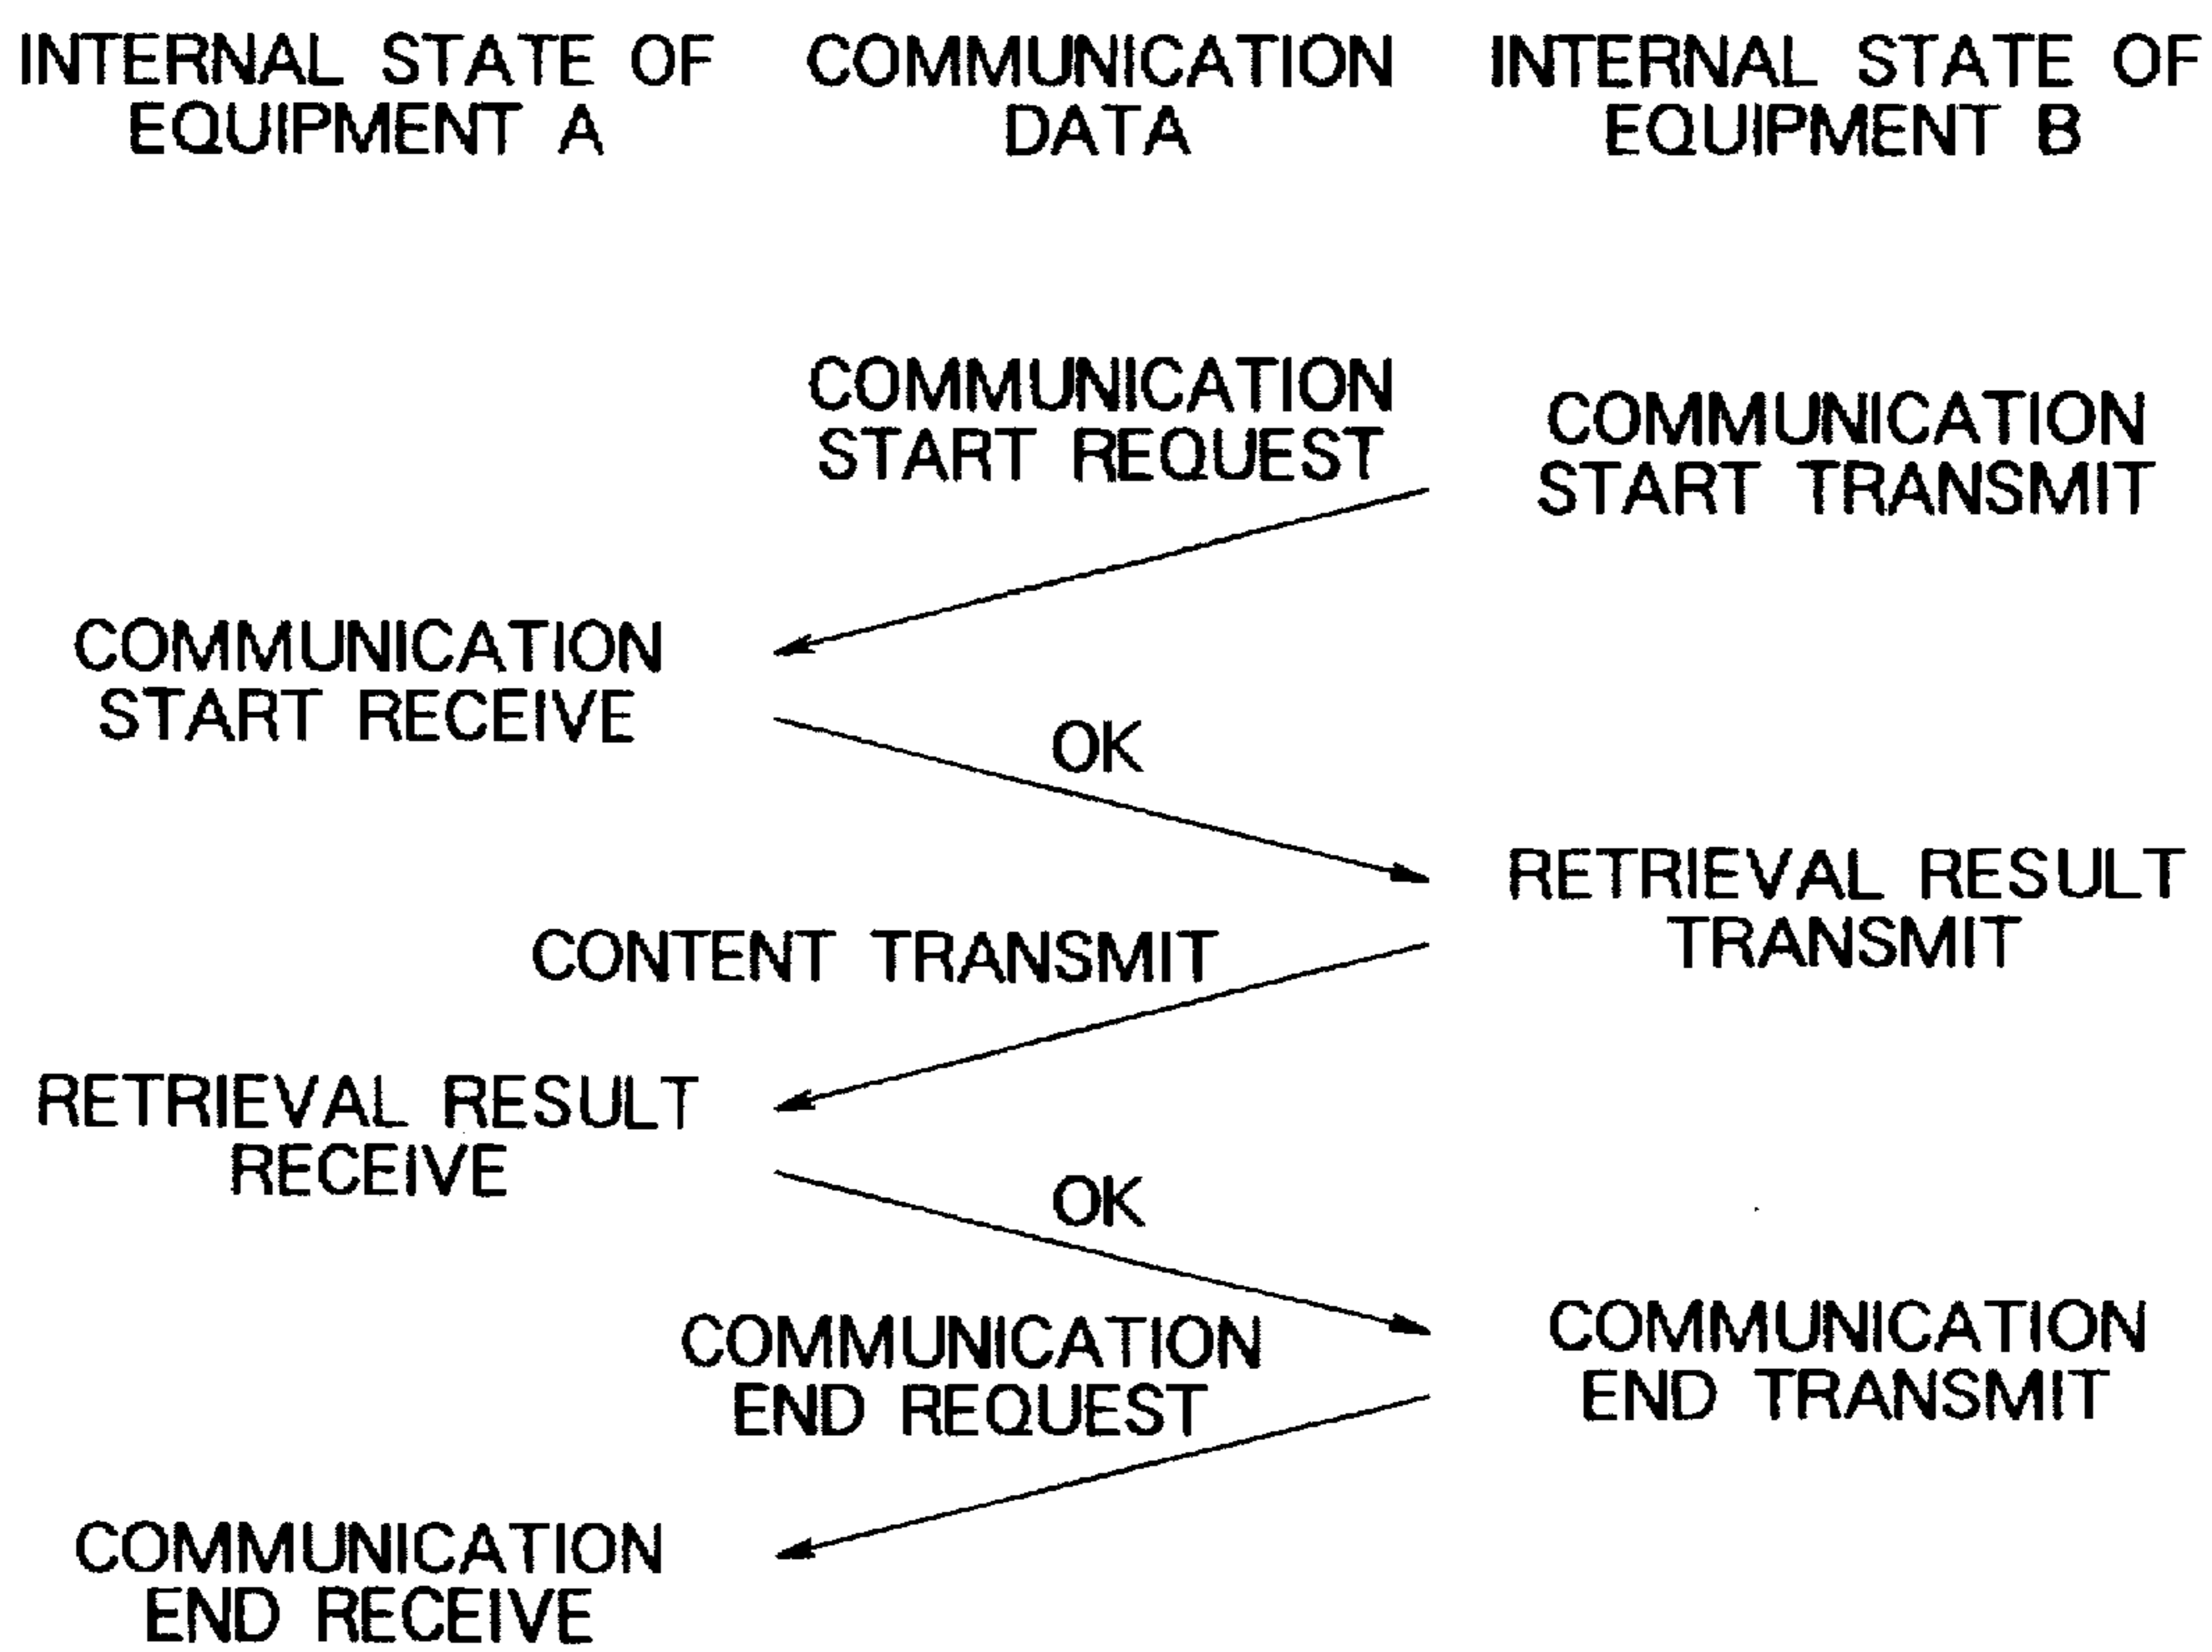 INTERNAL STATE OF
EQUIPMENT A
COMMUNICATION
DATA
INTERNAL STATE OF
EQUIPMENT B
COMMUNICATION
START REQUEST
COMMUNICATION
START TRANSMIT
COMMUNICATION
START RECEIVE
OK
RETRIEVAL RESULT
TRANSMIT
CONTENT TRANSMIT
RETRIEVAL RESULT
RECEIVE
OK
COMMUNICATION
END REQUEST
COMMUNICATION
END TRANSMIT
COMMUNICATION
END RECEIVE